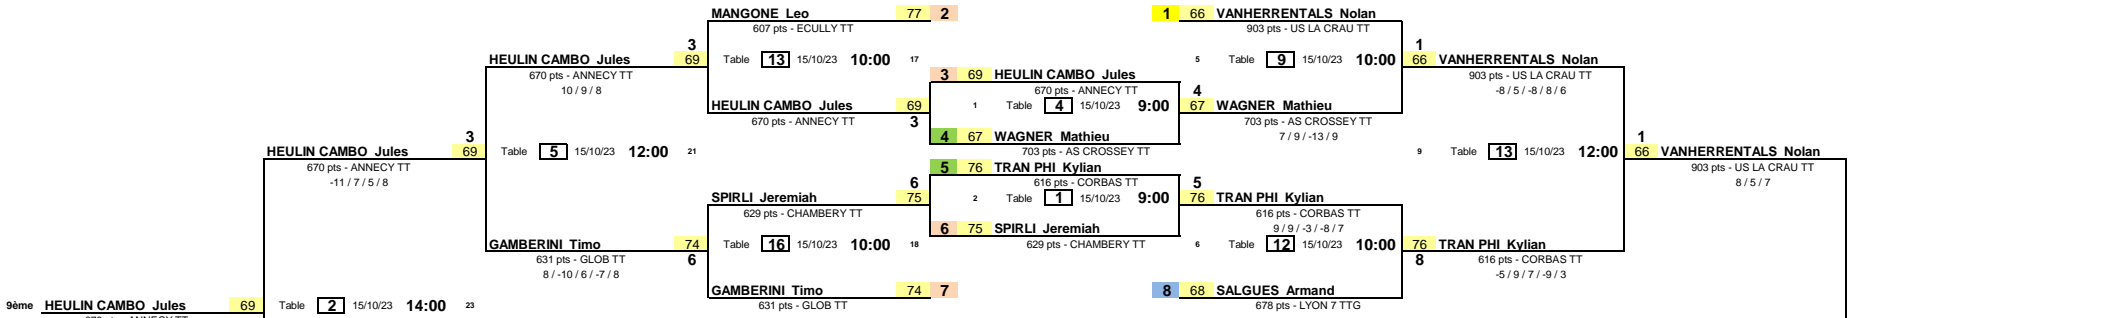 MANGONE Leo 77 2 1 66 VANHERRENTALS Nolan
607 pts - ECULLY TT 903 pts - US LA CRAU TT
3 1
HEULIN CAMBO Jules 69 Table 13 15/10/23 10:00 17 5 Table 9 15/10/23 10:00 66 VANHERRENTALS Nolan
670 pts - ANNECY TT 3 69 HEULIN CAMBO Jules 903 pts - US LA CRAU TT
10 / 9 / 8 670 pts - ANNECY TT 4 -8 / 5 / -8 / 8 / 6
HEULIN CAMBO Jules 69 1 Table 4 15/10/23 9:00 67 WAGNER Mathieu
670 pts - ANNECY TT 3 703 pts - AS CROSSEY TT
3 4 67 WAGNER Mathieu 7 / 9 / -13 / 9 1
HEULIN CAMBO Jules 69 Table 5 15/10/23 12:00 21 703 pts - AS CROSSEY TT 9 Table 13 15/10/23 12:00 66 VANHERRENTALS Nolan
670 pts - ANNECY TT 5 76 TRAN PHI Kylian 903 pts - US LA CRAU TT
-11 / 7 / 5 / 8 6 616 pts - CORBAS TT 5 8 / 5 / 7
SPIRLI Jeremiah 75 2 Table 1 15/10/23 9:00 76 TRAN PHI Kylian
629 pts - CHAMBERY TT 616 pts - CORBAS TT
6 75 SPIRLI Jeremiah 9 / 9 / -3 / -8 / 7
GAMBERINI Timo 74 Table 16 15/10/23 10:00 18 629 pts - CHAMBERY TT 6 Table 12 15/10/23 10:00 76 TRAN PHI Kylian
631 pts - GLOB TT 6 8 616 pts - CORBAS TT
8 / -10 / 6 / -7 / 8 -5 / 9 / 7 / -9 / 3
GAMBERINI Timo 74 7 8 68 SALGUES Armand
9ème HEULIN CAMBO Jules 69 Table 2 15/10/23 14:00 23 631 pts - GLOB TT 678 pts - LYON 7 TTG